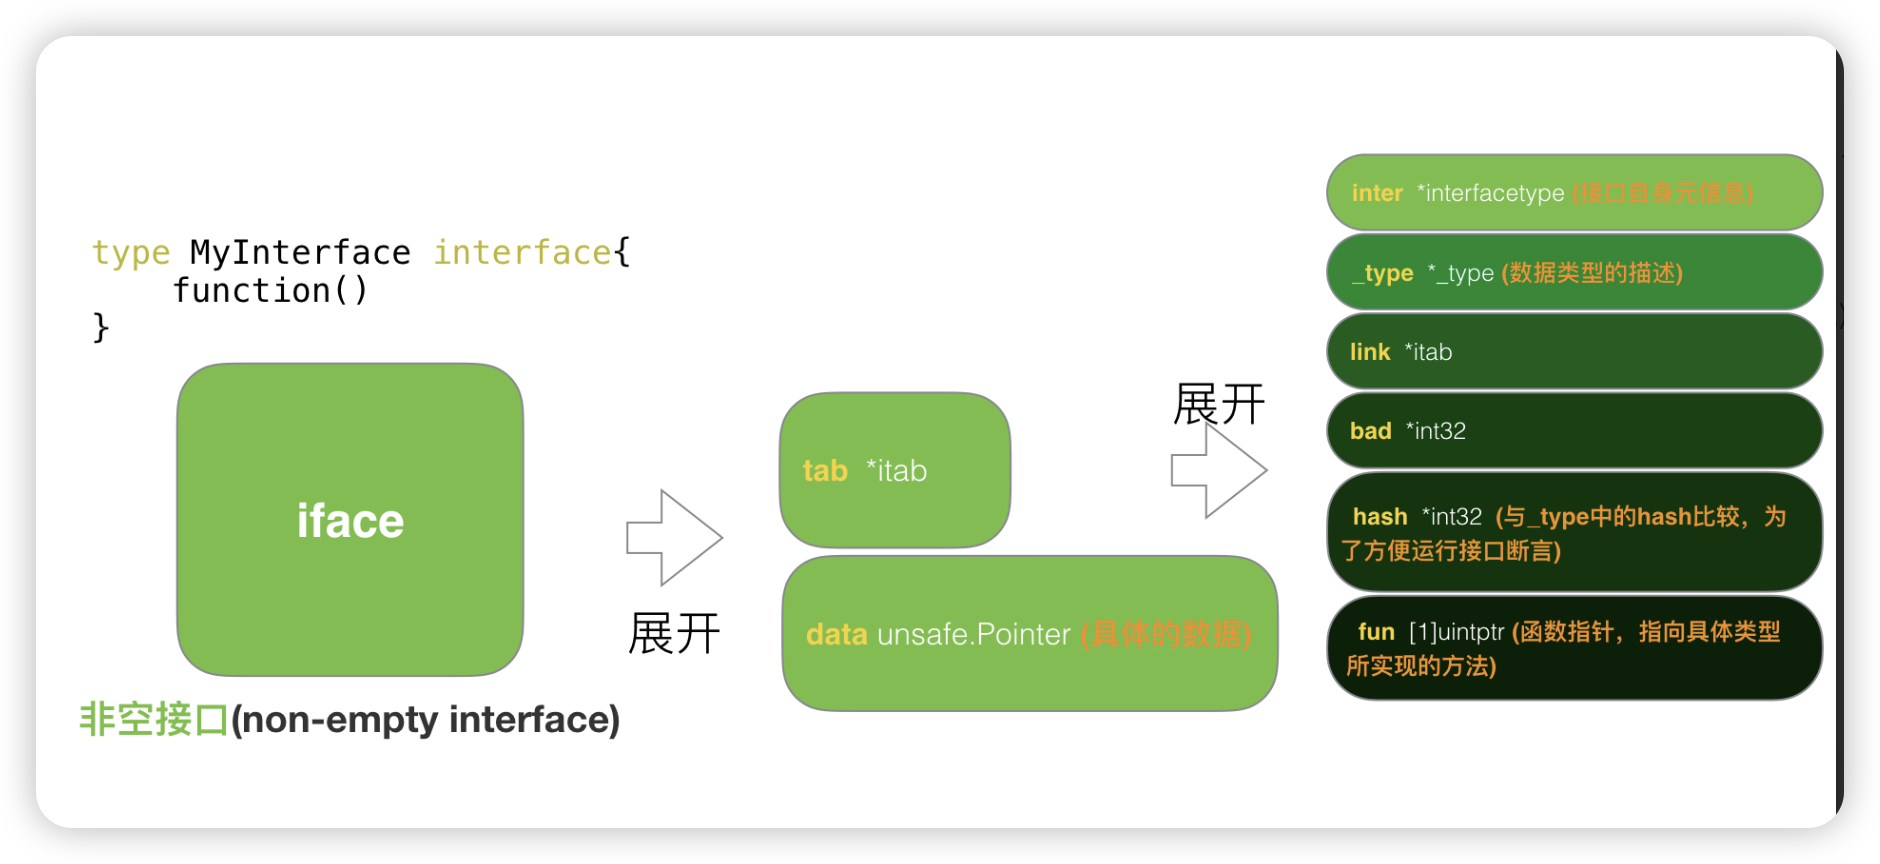 type MyInterface interface{
function()
}
iface
非空接口(non-empty interface)
展开
tab *itab
data unsafe.Pointer (具体的数据)
展开
inter *interfacetype (接口自身元信息)
_type *_type (数据类型的描述)
link *itab
bad *int32
hash *int32 (与_type中的hash比较，为
了方便运行接口断言)
fun [1]uintptr (函数指针，指向具体类型
所实现的方法)